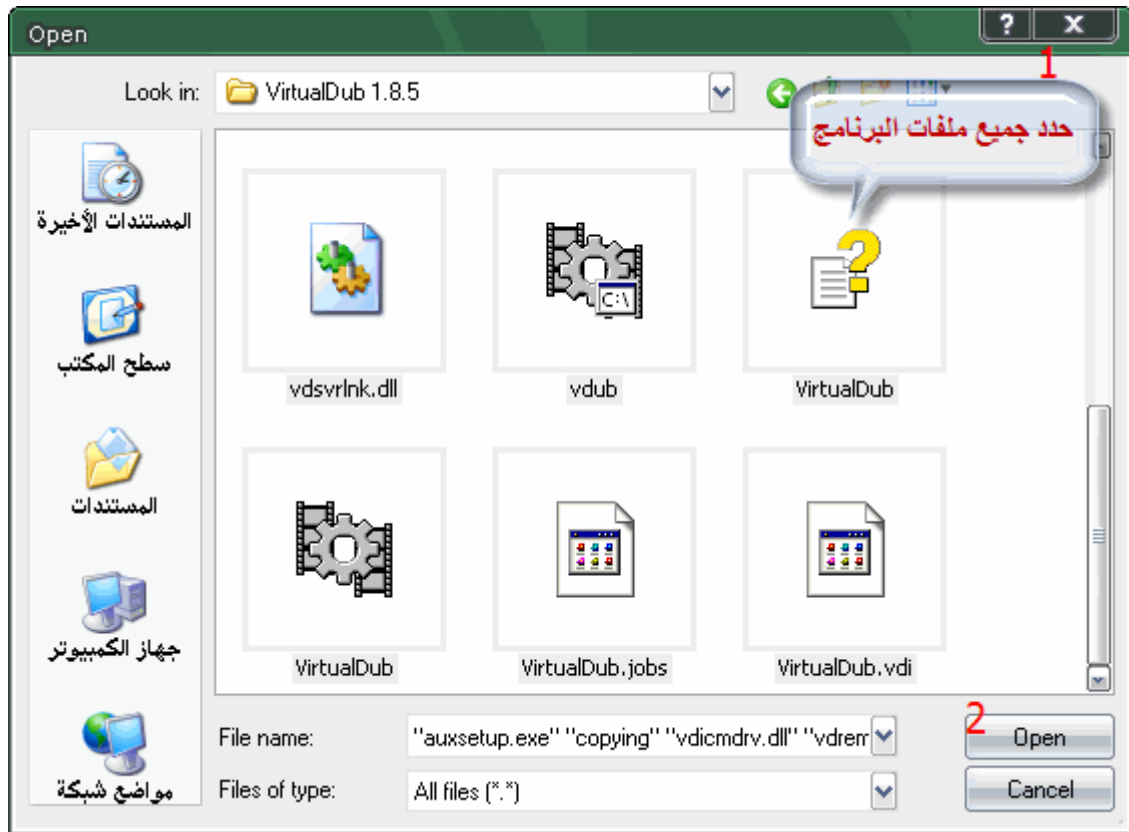 Open
? X
1
Look in: VirtualDub 1.8.5
حدد جميع ملفات البرنامج
المستندات الأخيرة
سطح المكتب
المستندات
جهاز الكمبيوتر
مواضع شبكة
vdsvrlnk.dll vdub VirtualDub
C:\
VirtualDub VirtualDub.jobs VirtualDub.vdi
File name: "auxsetup.exe" "copying" "vdicmdrv.dll" "vdrem
2
Open
Files of type: All files (*.*)
Cancel